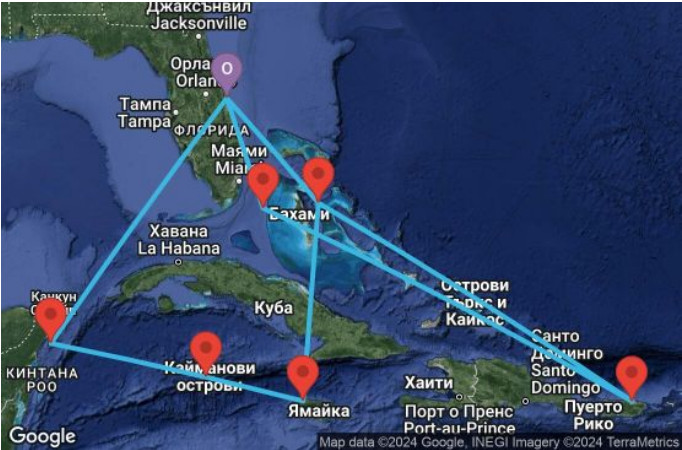 Джаксънвил
Jacksonville
Орла
Orlan
O
Тампа
Tampa
ФЛОРИДА
Маями
Miami
Бахами
Хавана
La Habana
Куба
Канкун
КИНТАНА
РОО
Кайманови
острови
Ямайка
Острови
Търкс и
Кайкос
Хаити
Порт о Пренс
Port-au-Prince
Санто
Доминго
Santo
Domingo
Пуерто
Рико
Google
Map data ©2024 Google, INEGI Imagery ©2024 TerraMetrics